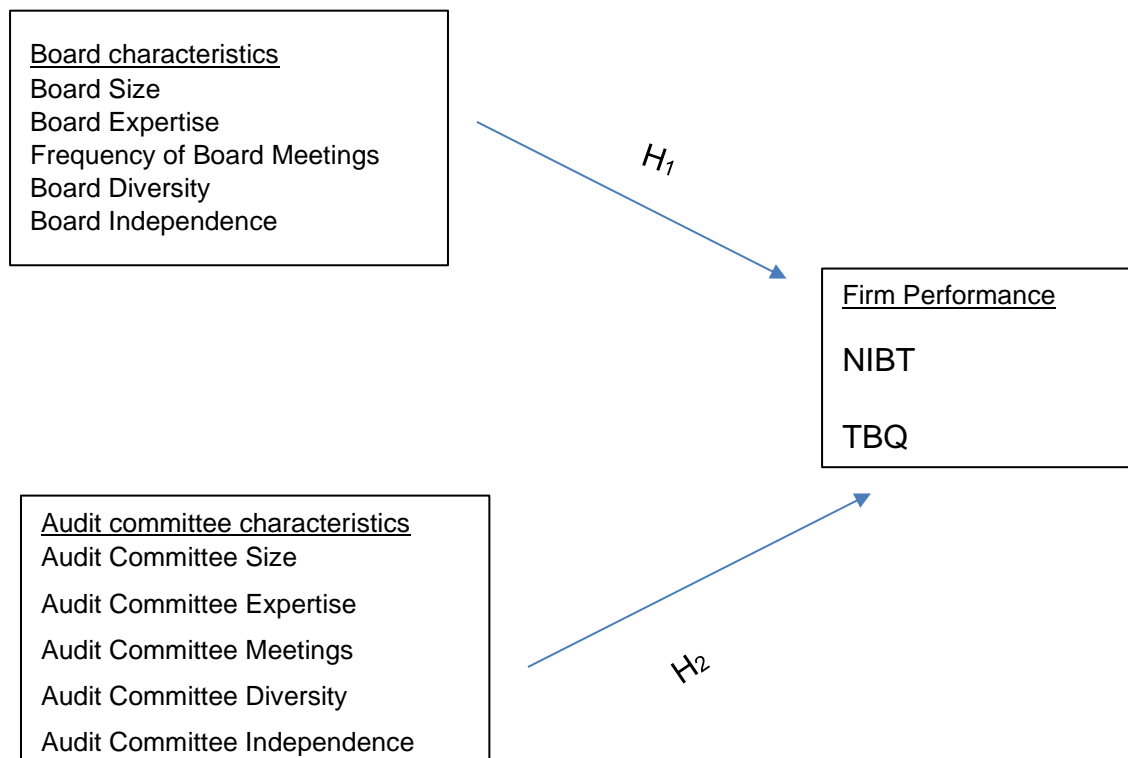 Board characteristics
Board Size
Board Expertise
Frequency of Board Meetings
Board Diversity
Board Independence
H1
Firm Performance
NIBT
TBQ
Audit committee characteristics
Audit Committee Size
Audit Committee Expertise
Audit Committee Meetings
Audit Committee Diversity
Audit Committee Independence
H2